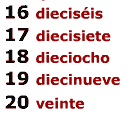 16 dieciséis
17 diecisiete
18 dieciocho
19 diecinueve
20 veinte